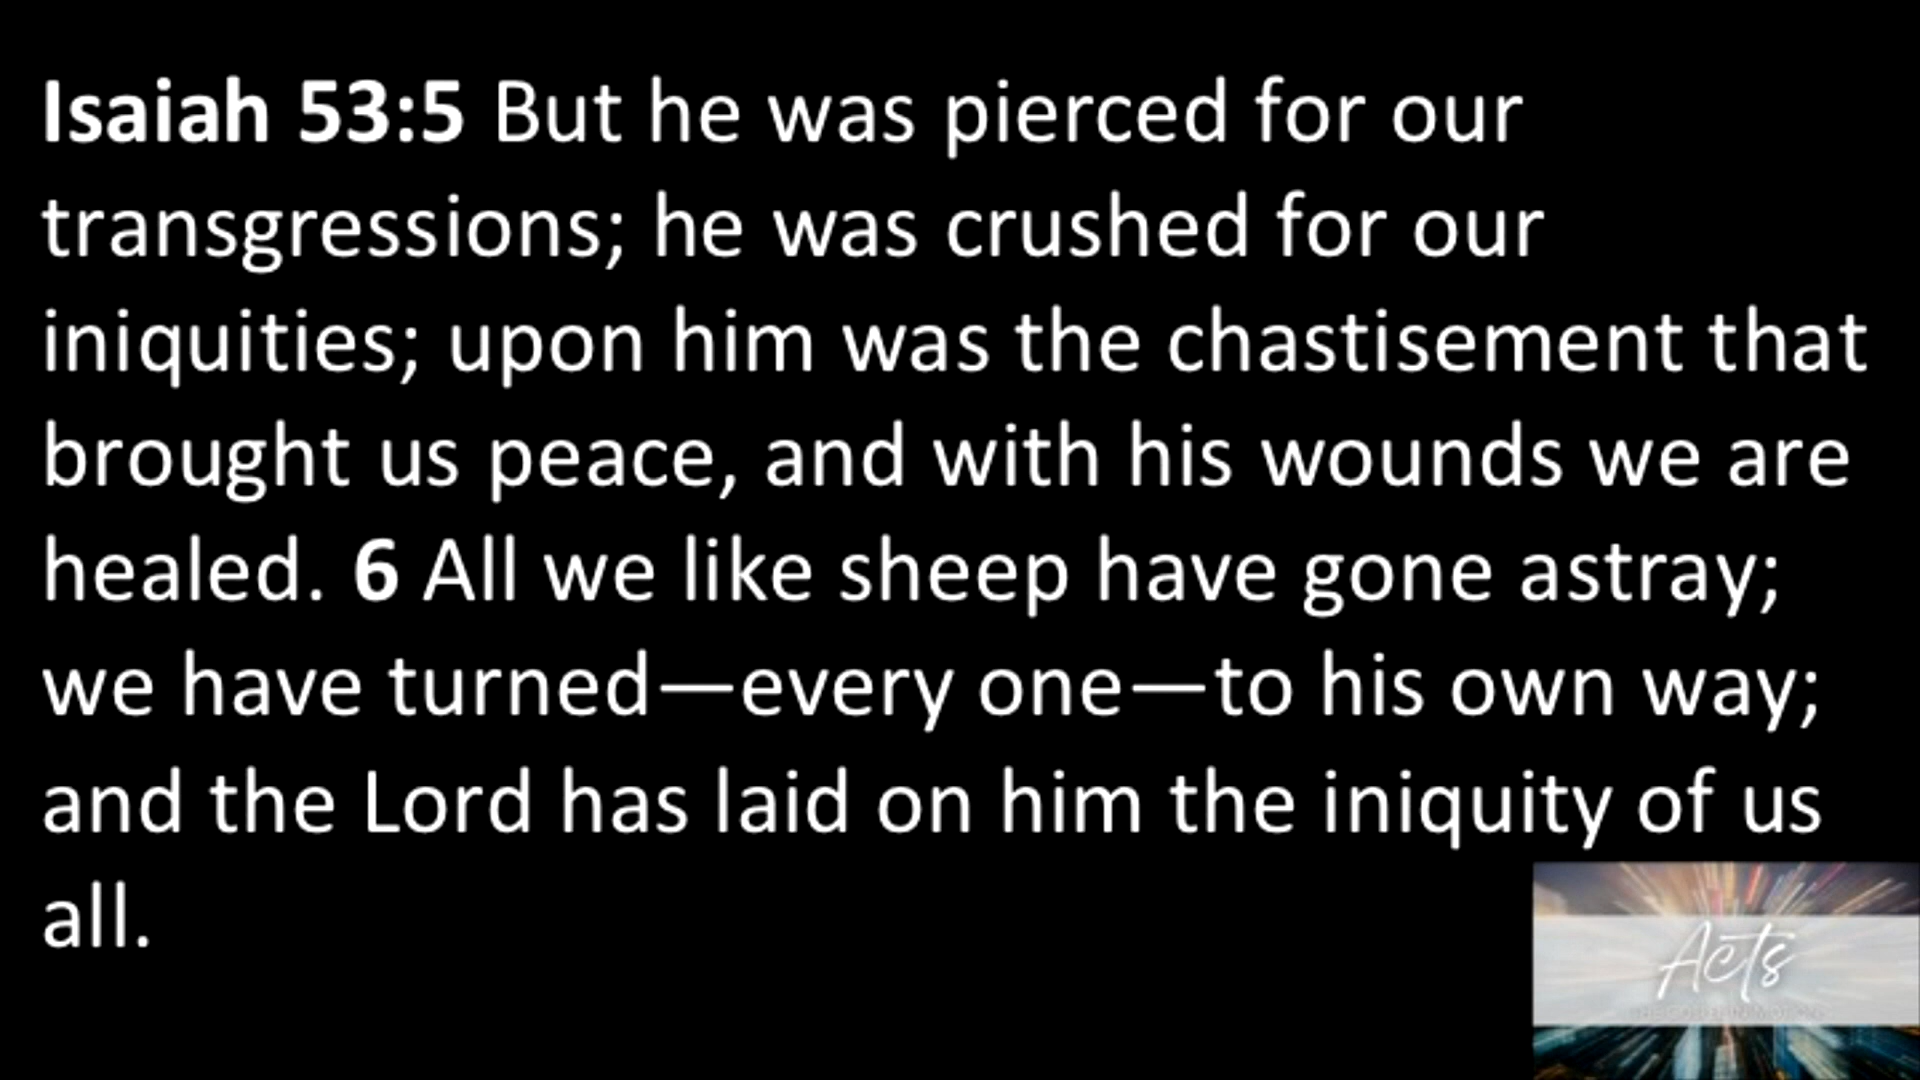 Isaiah 53:5 But he was pierced for our
transgressions; he was crushed for our
iniquities; upon him was the chastisement that
brought us peace, and with his wounds we are
healed. 6 All we like sheep have gone astray;
we have turned—every one—to his own way;
and the Lord has laid on him the iniquity of us
all.
Acts